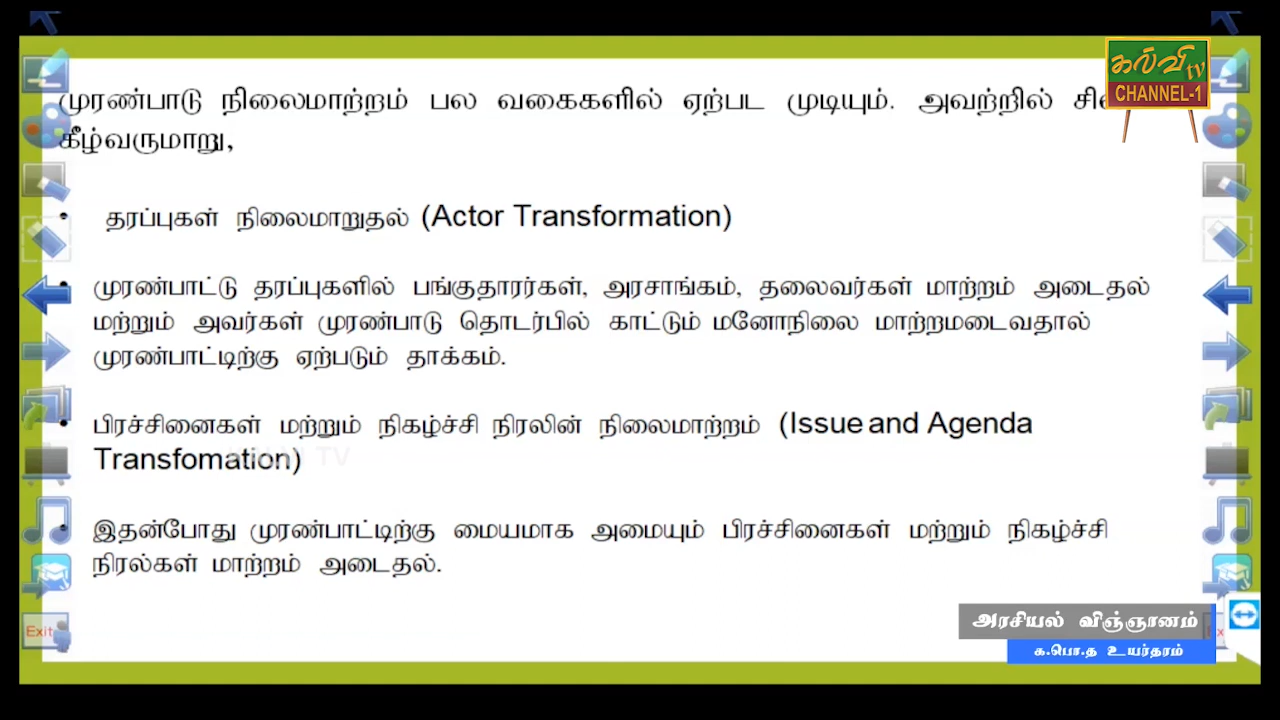 கல்வி tv
CHANNEL-1
முரண்பாடு நிலைமாற்றம் பல வகைகளில் ஏற்பட முடியும். அவற்றில்
கீழ்வருமாறு,
• தரப்புகள் நிலைமாறுதல் (Actor Transformation)
• முரண்பாட்டு தரப்புகளில் பங்குதாரர்கள், அரசாங்கம், தலைவர்கள் மாற்றம் அடைதல்
மற்றும் அவர்கள் முரண்பாடு தொடர்பில் காட்டும் மனோநிலை மாற்றமடைவதால்
முரண்பாட்டிற்கு ஏற்படும் தாக்கம்.
• பிரச்சினைகள் மற்றும் நிகழ்ச்சி நிரலின் நிலைமாற்றம் (Issue and Agenda
Transfomation)
• இதன்போது முரண்பாட்டிற்கு மையமாக அமையும் பிரச்சினைகள் மற்றும் நிகழ்ச்சி
நிரல்கள் மாற்றம் அடைதல்.
Exit
அரசியல் விஞ்ஞானம்
க.பொ.த உயர்தரம்